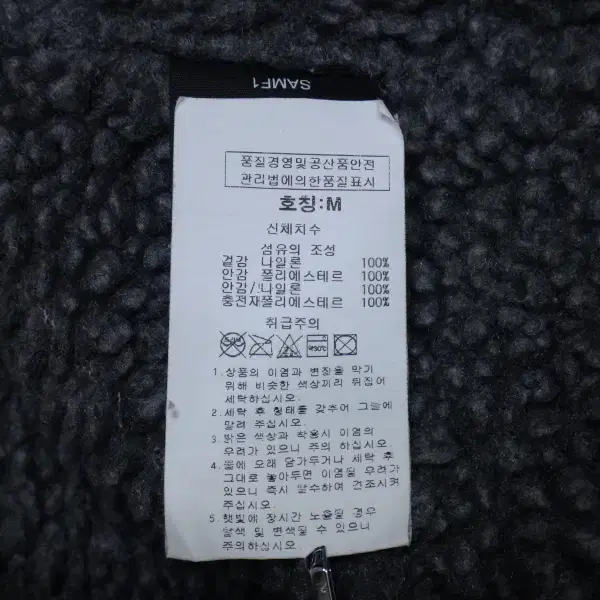 SAMF1
품질경영및공산품안전
관리법에의한품질표시
호칭:M
신체치수
섬유의 조성
겉감 나일론 100%
안감 폴리에스테르 100%
안감/ 나일론 100%
충전재폴리에스테르 100%
취급주의
드라이
약30℃
1.상품의 이염과 변형을 막기
위해 비슷한 색상끼리 뒤집어
세탁하십시오.
2.세탁 후 형태를 갖추어 그늘에
말려 주십시오.
3.밝은 색상과 착용시 이염의
우려가 있으니 주의 하십시오.
4.물에 오래 담가두거나 세탁 후
그대로 놓아두면 이염될 우려가
있으니 즉시 탈수하여 건조시켜
주십시오.
5.햇빛에 장시간 노출될 경우
탈색 및 변색될 수 있으니
주의하십시오